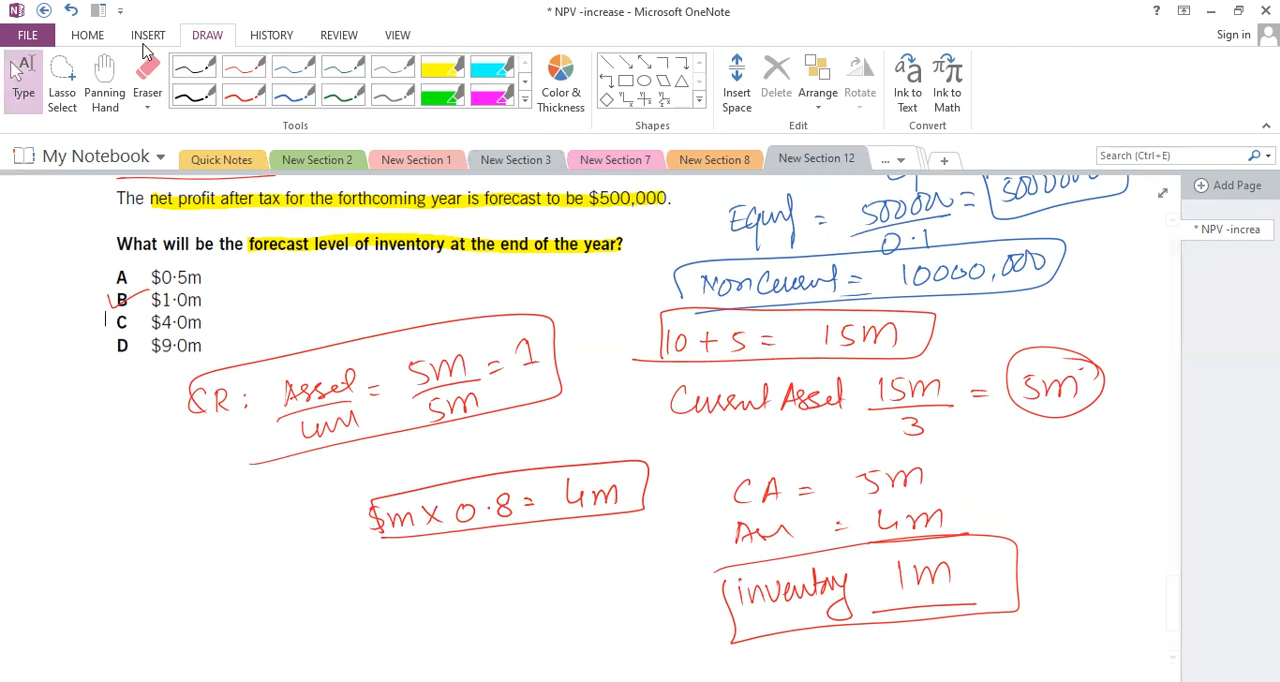 * NPV -increase - Microsoft OneNote
FILE HOME INSERT DRAW HISTORY REVIEW VIEW Sign in
Type Lasso Select Panning Hand Eraser
Color & Thickness
Insert Space Delete Arrange Rotate
Ink to Text Ink to Math
Tools Shapes Edit Convert
My Notebook Quick Notes New Section 2 New Section 1 New Section 3 New Section 7 New Section 8 New Section 12 ... Search (Ctrl+E)
Add Page
* NPV -increa
The net profit after tax for the forthcoming year is forecast to be $500,000.
What will be the forecast level of inventory at the end of the year?
A $0·5m
B $1·0m
C $4·0m
D $9·0m
= 500000 / 0.1 = 5000000
Non Current = 10000,000
10 + 5 = 15m
Current Asset 15m / 3 = 5m
CR: Asset / = 5m / 5m = 1
m × 0.8 = 4m
CA = 5m
= 4m
inventory 1m